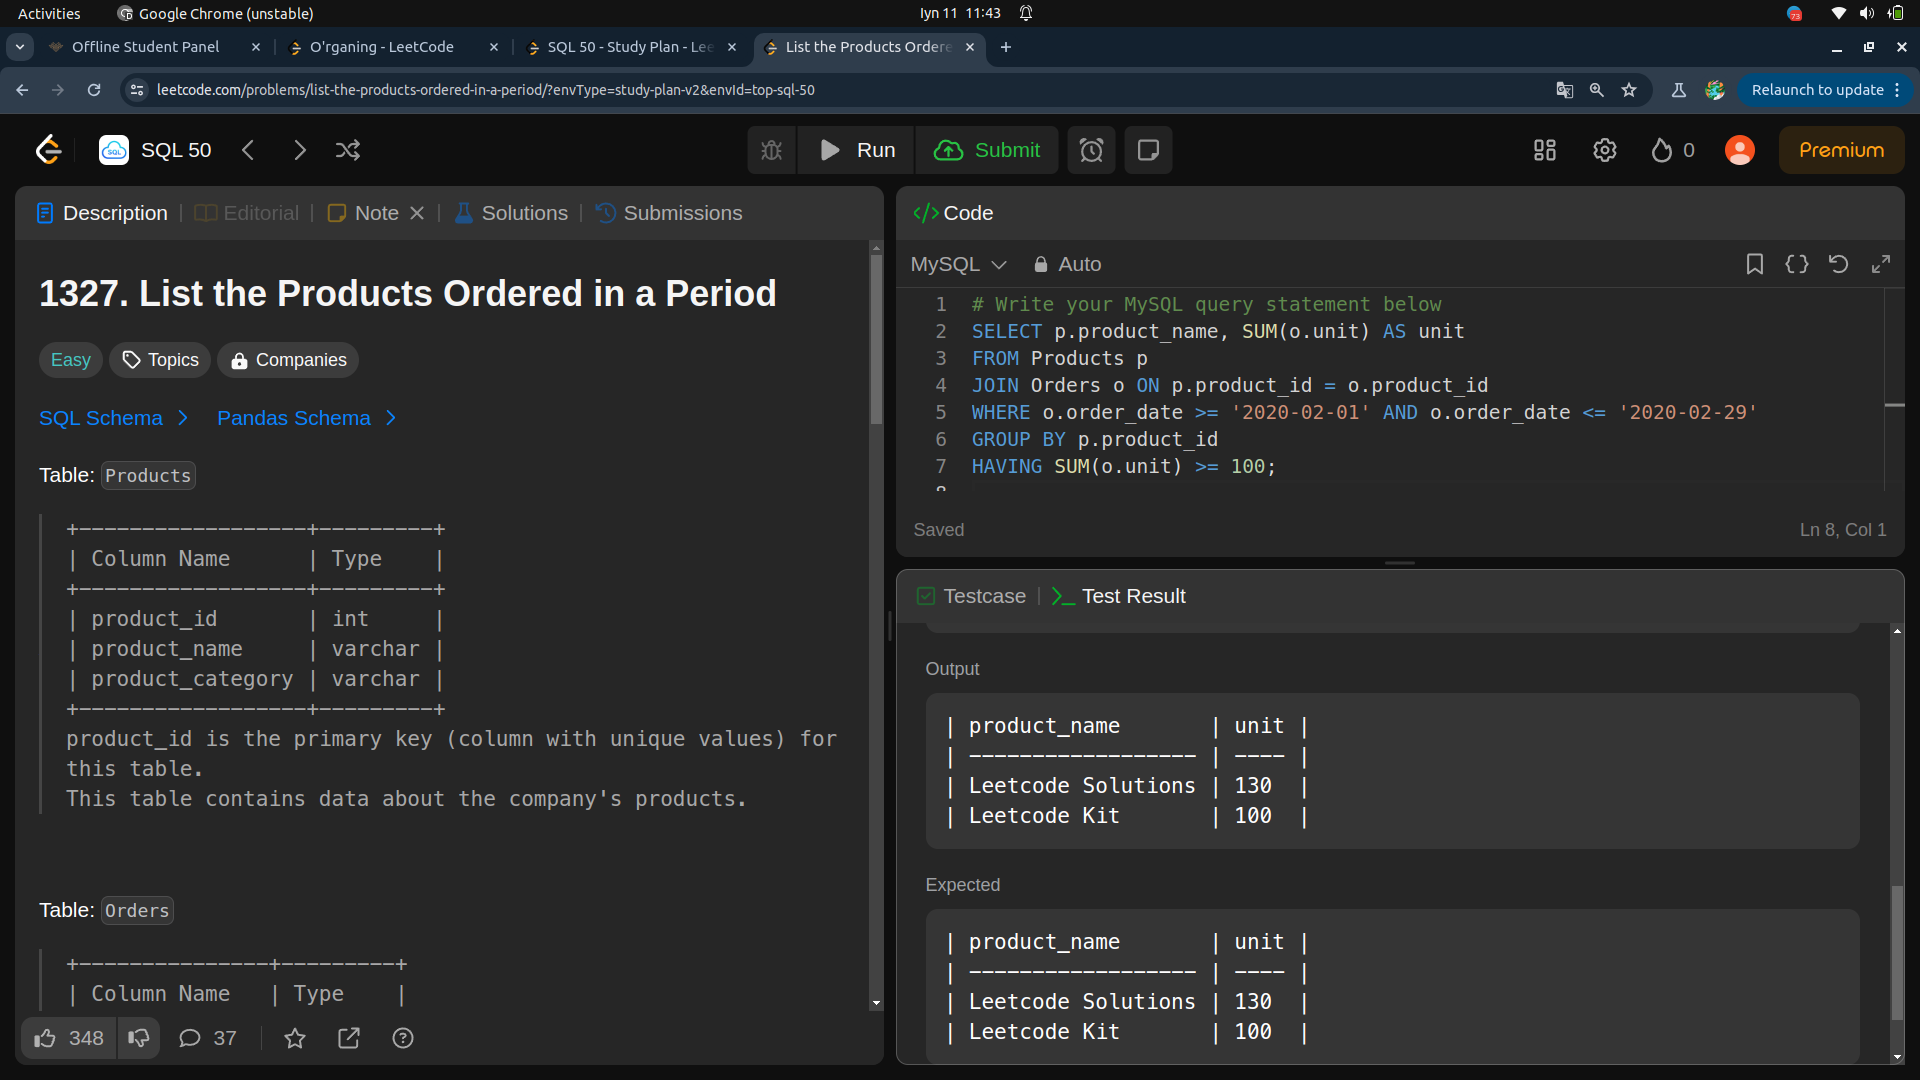 Activities
Google Chrome (unstable)
Iyn 11 11:43
73
Offline Student Panel
O'rganing - LeetCode
SQL 50 - Study Plan - Lee
List the Products Ordere
leetcode.com/problems/list-the-products-ordered-in-a-period/?envType=study-plan-v2&envId=top-sql-50
Relaunch to update
SQL
SQL 50
Run
Submit
0
Premium
Description
Editorial
Note
Solutions
Submissions
1327. List the Products Ordered in a Period
Easy
Topics
Companies
SQL Schema
Pandas Schema
Table: Products
+------------------+---------+
| Column Name      | Type    |
+------------------+---------+
| product_id       | int     |
| product_name     | varchar |
| product_category | varchar |
+------------------+---------+
product_id is the primary key (column with unique values) for
this table.
This table contains data about the company's products.
Table: Orders
+---------------+---------+
| Column Name   | Type    |
348
37
</> Code
MySQL
Auto
1 # Write your MySQL query statement below
2 SELECT p.product_name, SUM(o.unit) AS unit
3 FROM Products p
4 JOIN Orders o ON p.product_id = o.product_id
5 WHERE o.order_date >= '2020-02-01' AND o.order_date <= '2020-02-29'
6 GROUP BY p.product_id
7 HAVING SUM(o.unit) >= 100;
8
Saved
Ln 8, Col 1
Testcase
Test Result
Output
| product_name       | unit |
| ------------------ | ---- |
| Leetcode Solutions | 130  |
| Leetcode Kit       | 100  |
Expected
| product_name       | unit |
| ------------------ | ---- |
| Leetcode Solutions | 130  |
| Leetcode Kit       | 100  |